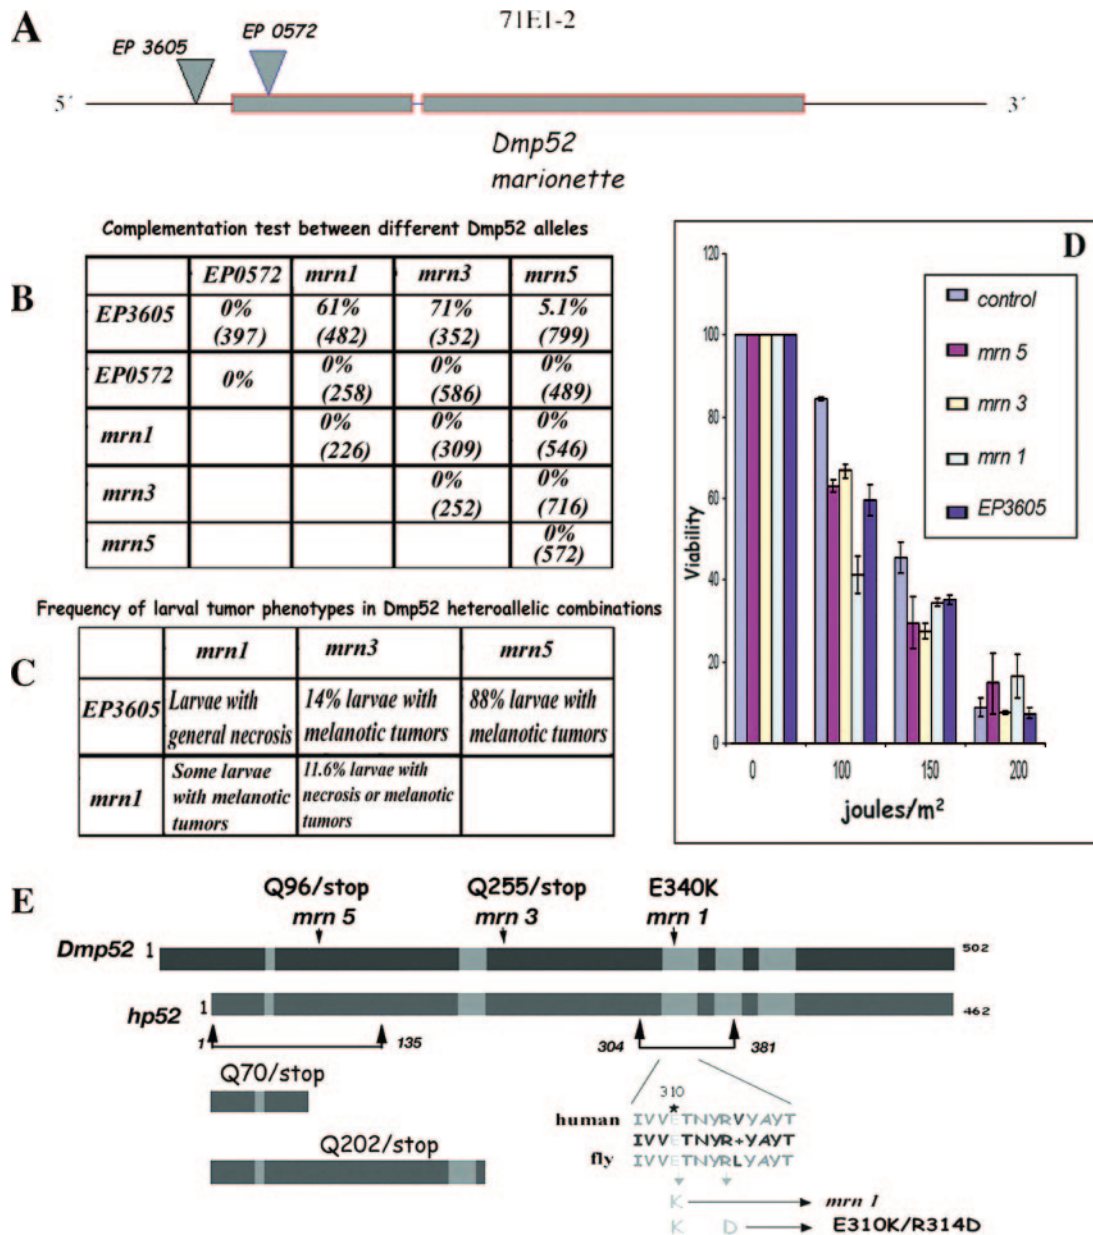 A
71E1-2
EP 3605
EP 0572
5´
3´
Dmp52
marionette
Complementation test between different Dmp52 alleles
B
EP0572 mrn1 mrn3 mrn5
EP3605 0% (397) 61% (482) 71% (352) 5.1% (799)
EP0572 0% 0% (258) 0% (586) 0% (489)
mrn1 0% (226) 0% (309) 0% (546)
mrn3 0% (252) 0% (716)
mrn5 0% (572)
Frequency of larval tumor phenotypes in Dmp52 heteroallelic combinations
C
mrn1 mrn3 mrn5
EP3605 Larvae with general necrosis 14% larvae with melanotic tumors 88% larvae with melanotic tumors
mrn1 Some larvae with melanotic tumors 11.6% larvae with necrosis or melanotic tumors
D
120
100
80
60
40
20
0
Viability
0 100 150 200
joules/m²
control
mrn 5
mrn 3
mrn 1
EP3605
E
Q96/stop Q255/stop E340K
mrn 5 mrn 3 mrn 1
Dmp52 1 502
hp52 1 462
1 135 304 381
Q70/stop
Q202/stop
310
*
human IVVETNYRVYAYT
IVVETNYR+YAYT
fly IVVETNYRLYAYT
K mrn 1
K D E310K/R314D